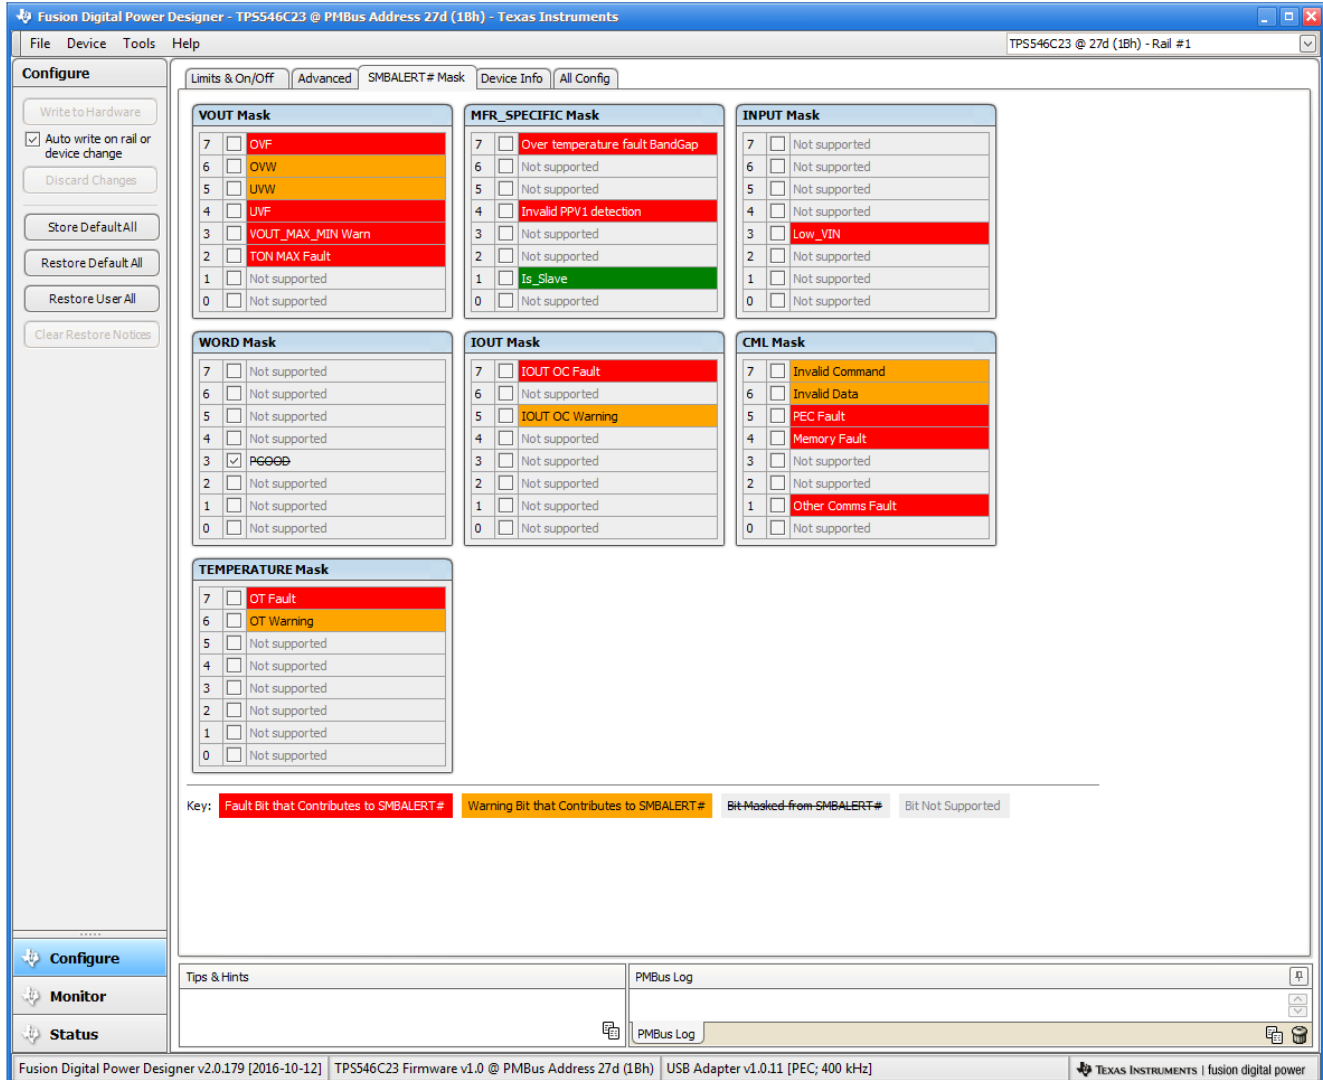 Fusion Digital Power Designer - TPS546C23 @ PMBus Address 27d (1Bh) - Texas Instruments
File Device Tools Help
TPS546C23 @ 27d (1Bh) - Rail #1
Configure
Write to Hardware
Auto write on rail or
device change
Discard Changes
Store Default All
Restore Default All
Restore User All
Clear Restore Notices
Limits & On/Off Advanced SMBALERT# Mask Device Info All Config
VOUT Mask
7 OVF
6 OVW
5 UVW
4 UVF
3 VOUT_MAX_MIN Warn
2 TON MAX Fault
1 Not supported
0 Not supported
MFR_SPECIFIC Mask
7 Over temperature fault BandGap
6 Not supported
5 Not supported
4 Invalid PPV1 detection
3 Not supported
2 Not supported
1 Is_Slave
0 Not supported
INPUT Mask
7 Not supported
6 Not supported
5 Not supported
4 Not supported
3 Low_VIN
2 Not supported
1 Not supported
0 Not supported
WORD Mask
7 Not supported
6 Not supported
5 Not supported
4 Not supported
3 PGOOD
2 Not supported
1 Not supported
0 Not supported
IOUT Mask
7 IOUT OC Fault
6 Not supported
5 IOUT OC Warning
4 Not supported
3 Not supported
2 Not supported
1 Not supported
0 Not supported
CML Mask
7 Invalid Command
6 Invalid Data
5 PEC Fault
4 Memory Fault
3 Not supported
2 Not supported
1 Other Comms Fault
0 Not supported
TEMPERATURE Mask
7 OT Fault
6 OT Warning
5 Not supported
4 Not supported
3 Not supported
2 Not supported
1 Not supported
0 Not supported
Key: Fault Bit that Contributes to SMBALERT# Warning Bit that Contributes to SMBALERT# Bit Masked from SMBALERT# Bit Not Supported
Configure
Monitor
Status
Tips & Hints
PMBus Log
PMBus Log
Fusion Digital Power Designer v2.0.179 [2016-10-12] TPS546C23 Firmware v1.0 @ PMBus Address 27d (1Bh) USB Adapter v1.0.11 [PEC; 400 kHz] TEXAS INSTRUMENTS | fusion digital power